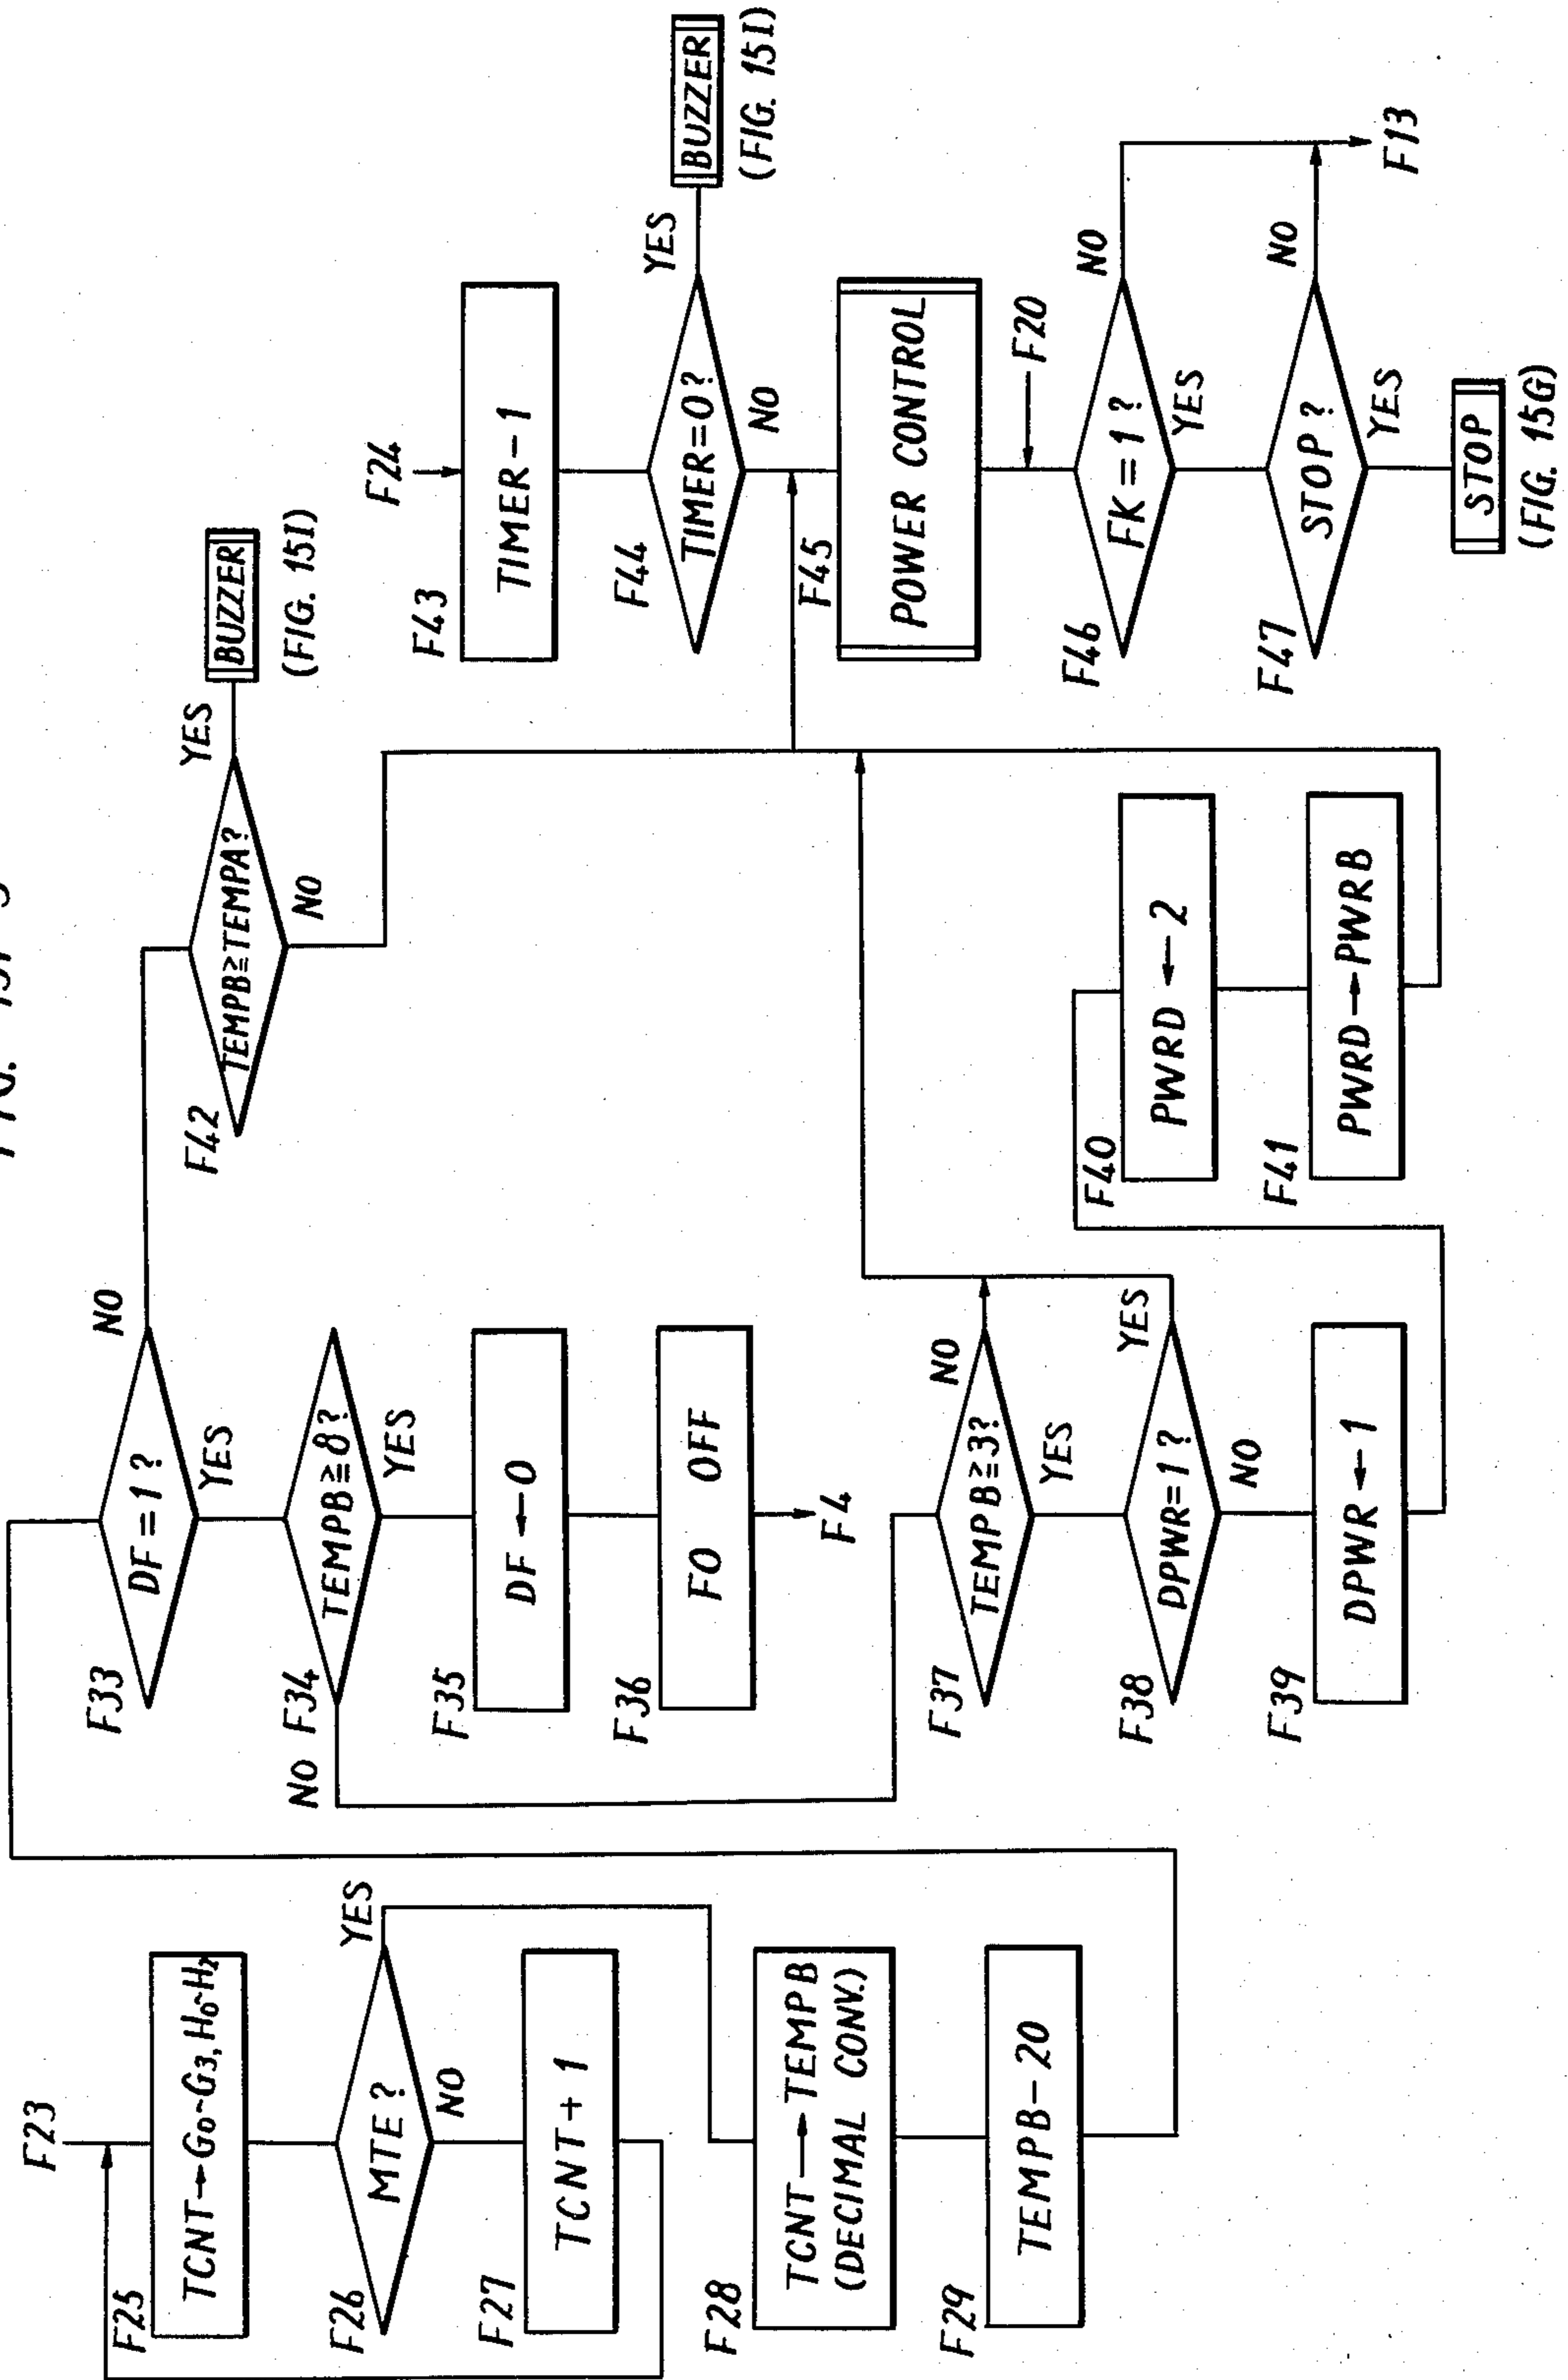 F23
F25
TCNT→G0~G3, H0~H2
F26
MTE?
YES
NO
F27
TCNT+1
F28
TCNT→TEMPB
(DECIMAL CONV.)
F29
TEMPB-20
F33
DF=1?
NO
YES
NO
F34
TEMPB≧8?
YES
F35
DF←0
F36
FO OFF
F4
F37
TEMPB≧3?
NO
YES
F38
DPWR=1?
YES
NO
F39
DPWR←1
F42
TEMPB≧TEMPA?
YES
NO
BUZZER
(FIG. 15I)
F40
PWRD←2
F41
PWRD→PWRB
F24
F43
TIMER-1
F44
TIMER=0?
YES
NO
BUZZER
(FIG. 15I)
F45
POWER CONTROL
F20
F46
FK=1?
NO
YES
F47
STOP?
NO
YES
F13
STOP
(FIG. 15G)